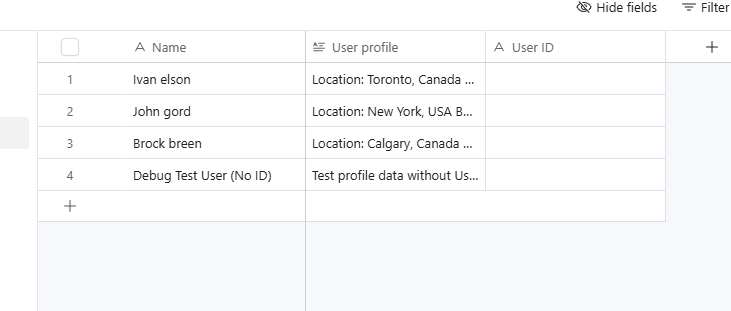 Hide fields Filter
Name User profile User ID
1 Ivan elson Location: Toronto, Canada ...
2 John gord Location: New York, USA B...
3 Brock breen Location: Calgary, Canada ...
4 Debug Test User (No ID) Test profile data without Us...